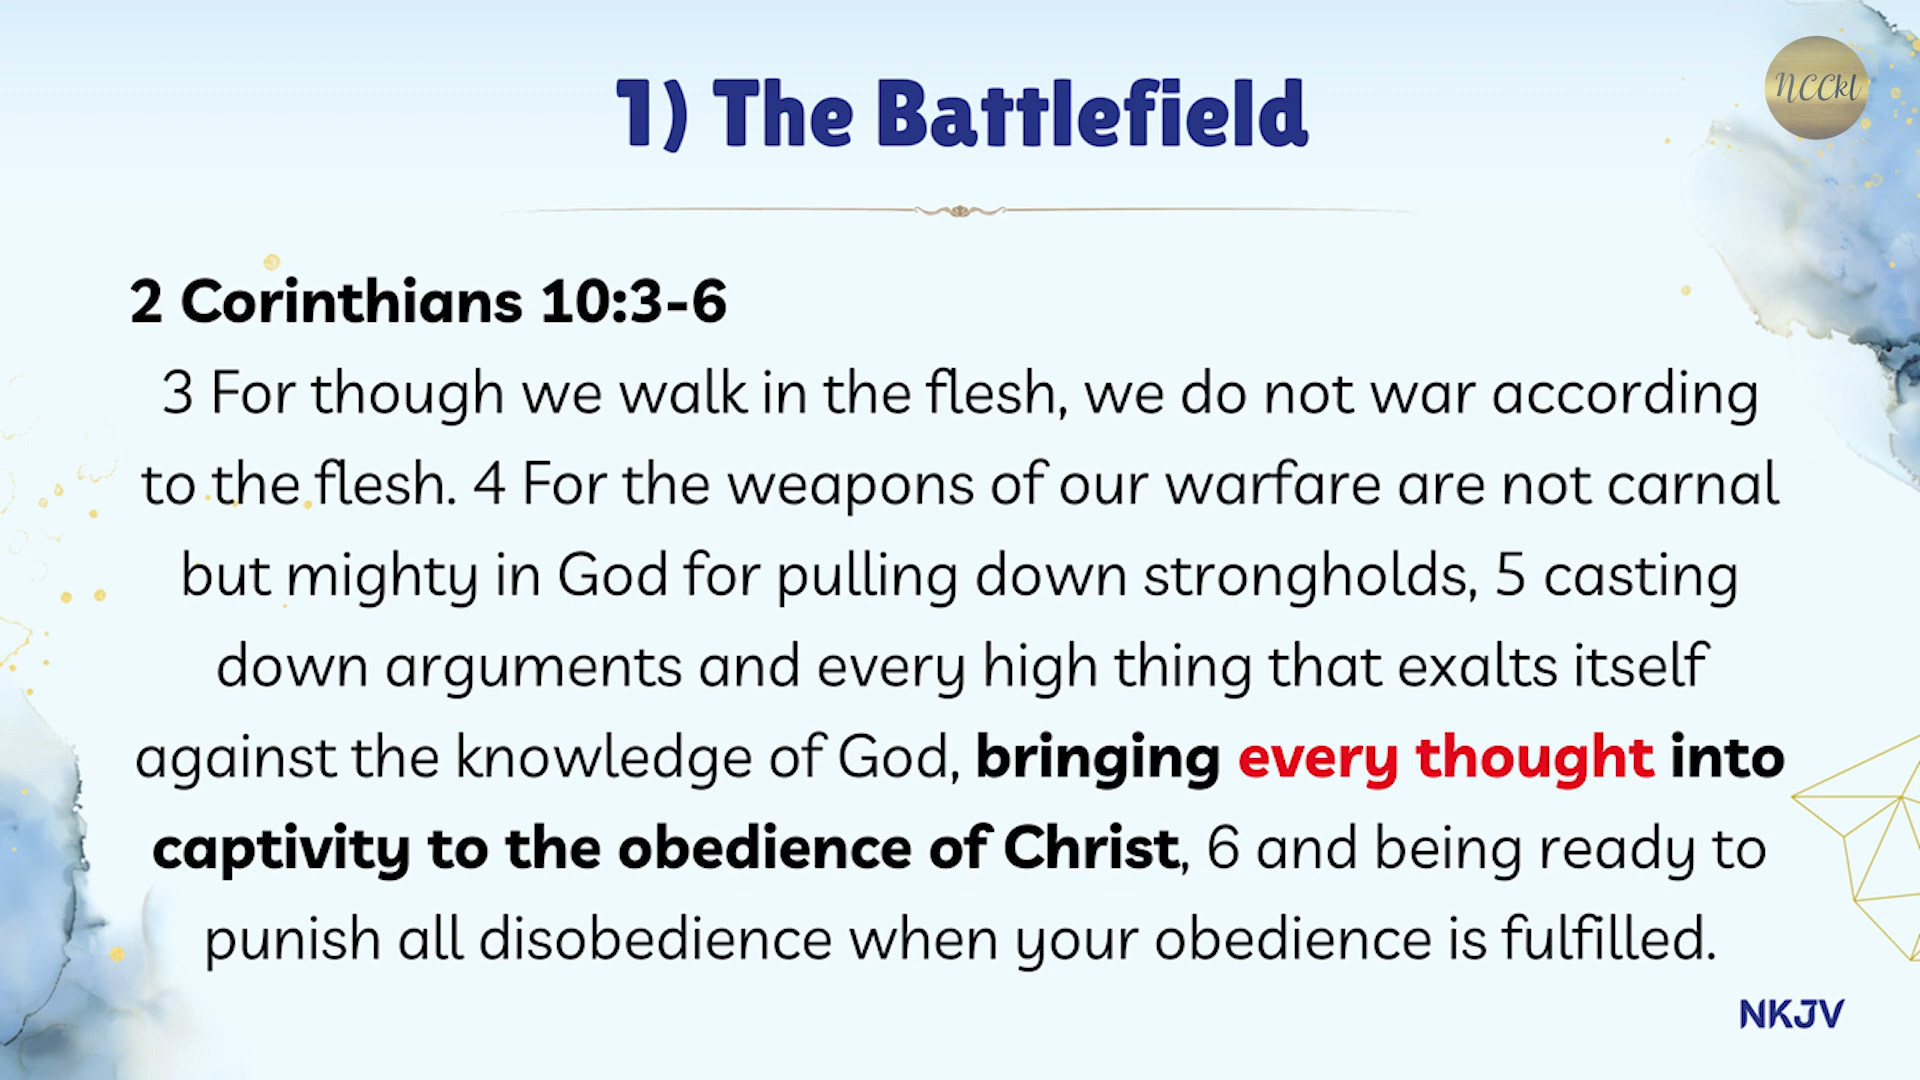 NCCkl
1) The Battlefield
2 Corinthians 10:3-6
3 For though we walk in the flesh, we do not war according
to the flesh. 4 For the weapons of our warfare are not carnal
but mighty in God for pulling down strongholds, 5 casting
down arguments and every high thing that exalts itself
against the knowledge of God, bringing every thought into
captivity to the obedience of Christ, 6 and being ready to
punish all disobedience when your obedience is fulfilled.
NKJV